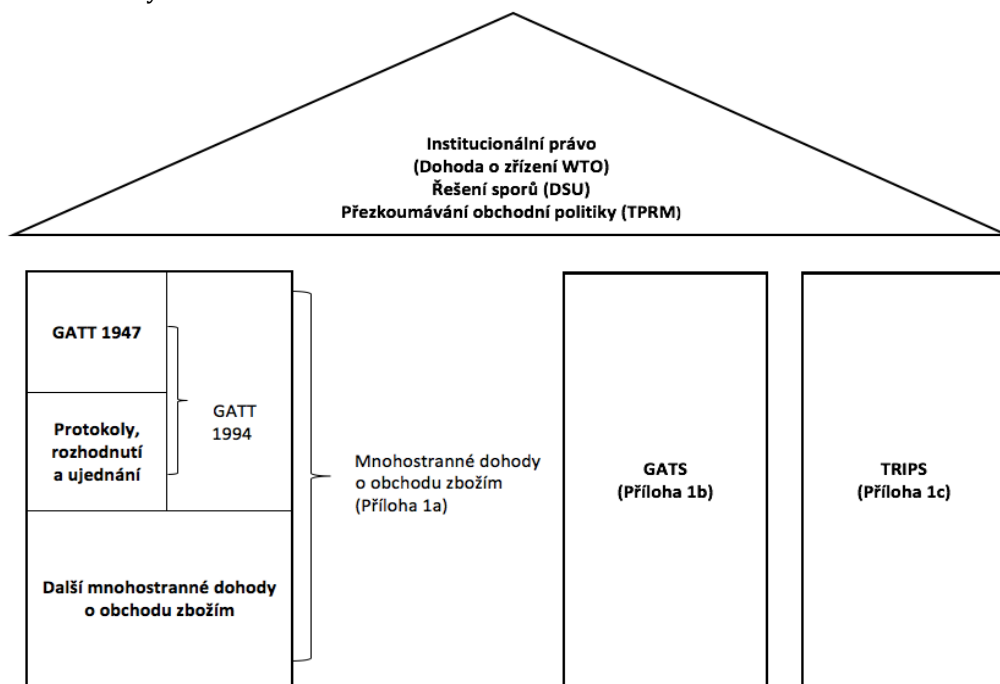 Institucionální právo
(Dohoda o zřízení WTO)
Řešení sporů (DSU)
Přezkoumávání obchodní politiky (TPRM)
GATT 1947
Protokoly,
rozhodnutí
a ujednání
GATT
1994
Další mnohostranné dohody
o obchodu zbožím
Mnohostranné dohody
o obchodu zbožím
(Příloha 1a)
GATS
(Příloha 1b)
TRIPS
(Příloha 1c)